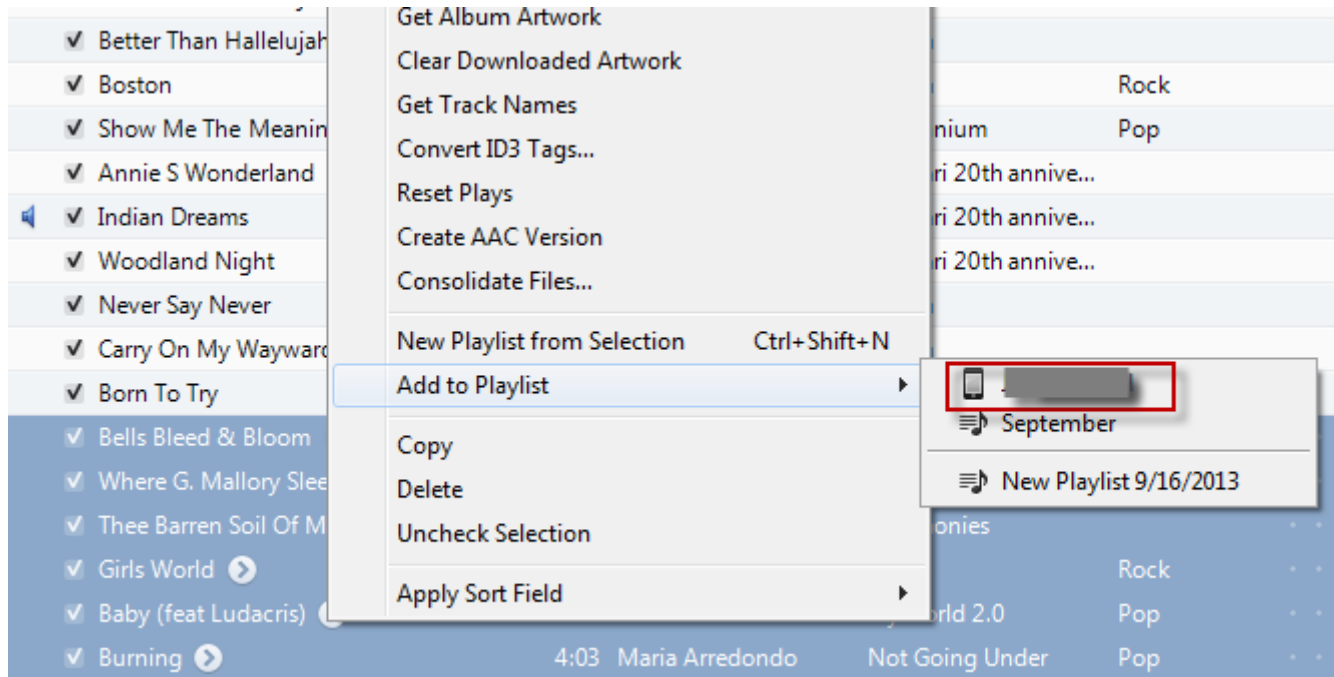 Get Album Artwork
Better Than Hallelujah
Clear Downloaded Artwork
Boston Rock
Get Track Names
Show Me The Meanin nium Pop
Convert ID3 Tags...
Annie S Wonderland ri 20th annive...
Reset Plays
Indian Dreams ri 20th annive...
Create AAC Version
Woodland Night ri 20th annive...
Consolidate Files...
Never Say Never
New Playlist from Selection Ctrl+Shift+N
Carry On My Wayward
Add to Playlist
Born To Try
September
Bells Bleed & Bloom
Copy
Where G. Mallory Slee
Delete
New Playlist 9/16/2013
Thee Barren Soil Of M onies
Uncheck Selection
Girls World Rock
Apply Sort Field
Baby (feat Ludacris) orld 2.0 Pop
Burning 4:03 Maria Arredondo Not Going Under Pop